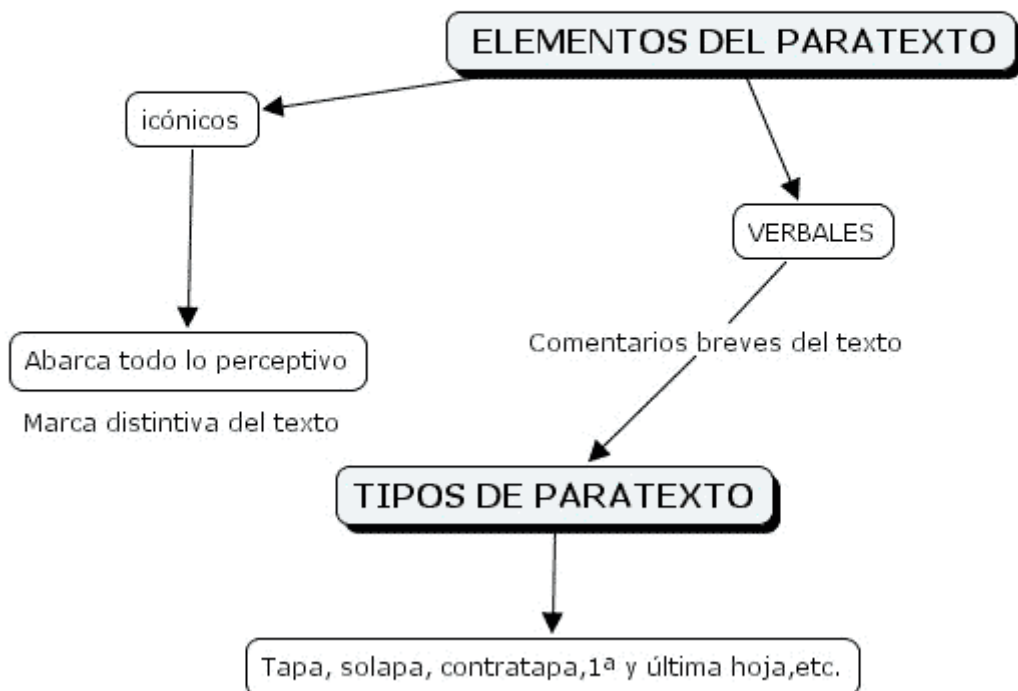 ELEMENTOS DEL PARATEXTO
icónicos
VERBALES
Comentarios breves del texto
Abarca todo lo perceptivo
Marca distintiva del texto
TIPOS DE PARATEXTO
Tapa, solapa, contratapa,1ª y última hoja,etc.